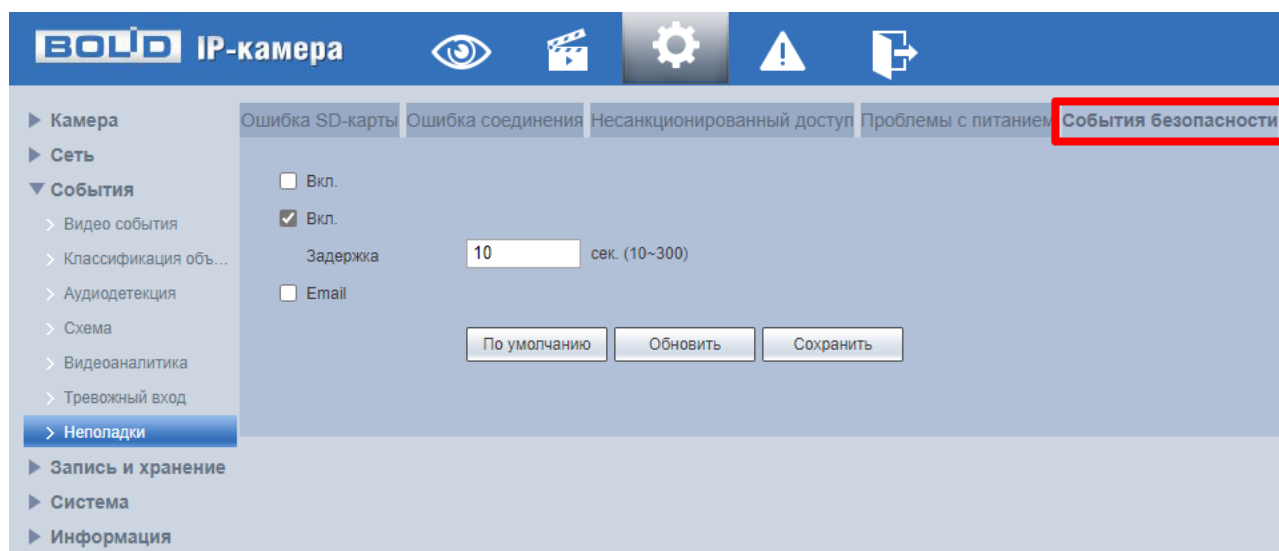 BOLID IP-камера
Камера
Сеть
События
Видео события
Классификация объ...
Аудиодетекция
Схема
Видеоаналитика
Тревожный вход
Неполадки
Запись и хранение
Система
Информация
Ошибка SD-карты Ошибка соединения Несанкционированный доступ Проблемы с питанием События безопасности
Вкл.
Вкл.
Задержка 10 сек. (10~300)
Email
По умолчанию Обновить Сохранить